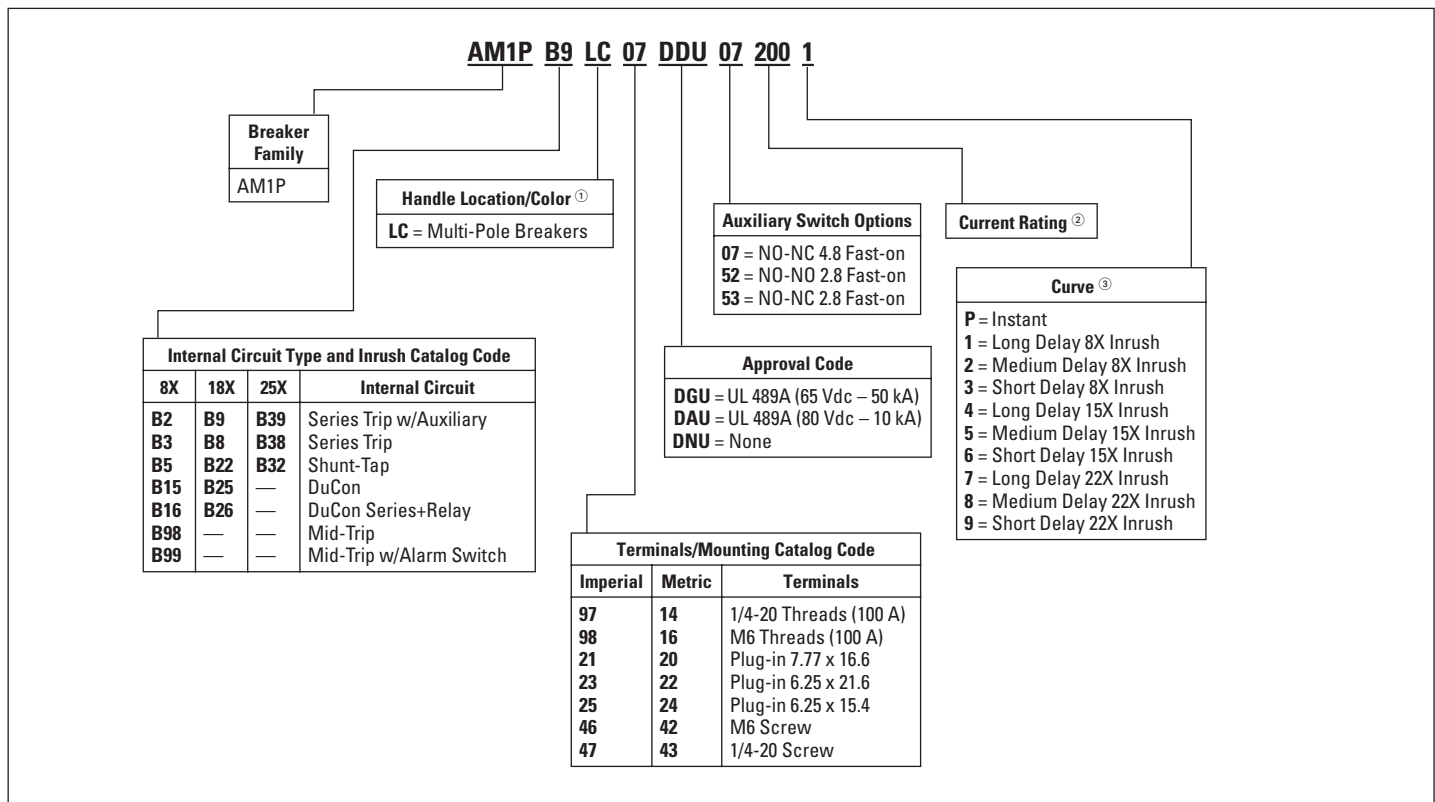 AM1P B9 LC 07 DDU 07 200 1
Breaker
Family
AM1P
Handle Location/Color ①
LC = Multi-Pole Breakers
Auxiliary Switch Options
07 = NO-NC 4.8 Fast-on
52 = NO-NO 2.8 Fast-on
53 = NO-NC 2.8 Fast-on
Current Rating ②
Curve ③
P = Instant
1 = Long Delay 8X Inrush
2 = Medium Delay 8X Inrush
3 = Short Delay 8X Inrush
4 = Long Delay 15X Inrush
5 = Medium Delay 15X Inrush
6 = Short Delay 15X Inrush
7 = Long Delay 22X Inrush
8 = Medium Delay 22X Inrush
9 = Short Delay 22X Inrush
Internal Circuit Type and Inrush Catalog Code
8X 18X 25X Internal Circuit
B2 B9 B39 Series Trip w/Auxiliary
B3 B8 B38 Series Trip
B5 B22 B32 Shunt-Tap
B15 B25 — DuCon
B16 B26 — DuCon Series+Relay
B98 — — Mid-Trip
B99 — — Mid-Trip w/Alarm Switch
Approval Code
DGU = UL 489A (65 Vdc – 50 kA)
DAU = UL 489A (80 Vdc – 10 kA)
DNU = None
Terminals/Mounting Catalog Code
Imperial Metric Terminals
97 14 1/4-20 Threads (100 A)
98 16 M6 Threads (100 A)
21 20 Plug-in 7.77 x 16.6
23 22 Plug-in 6.25 x 21.6
25 24 Plug-in 6.25 x 15.4
46 42 M6 Screw
47 43 1/4-20 Screw